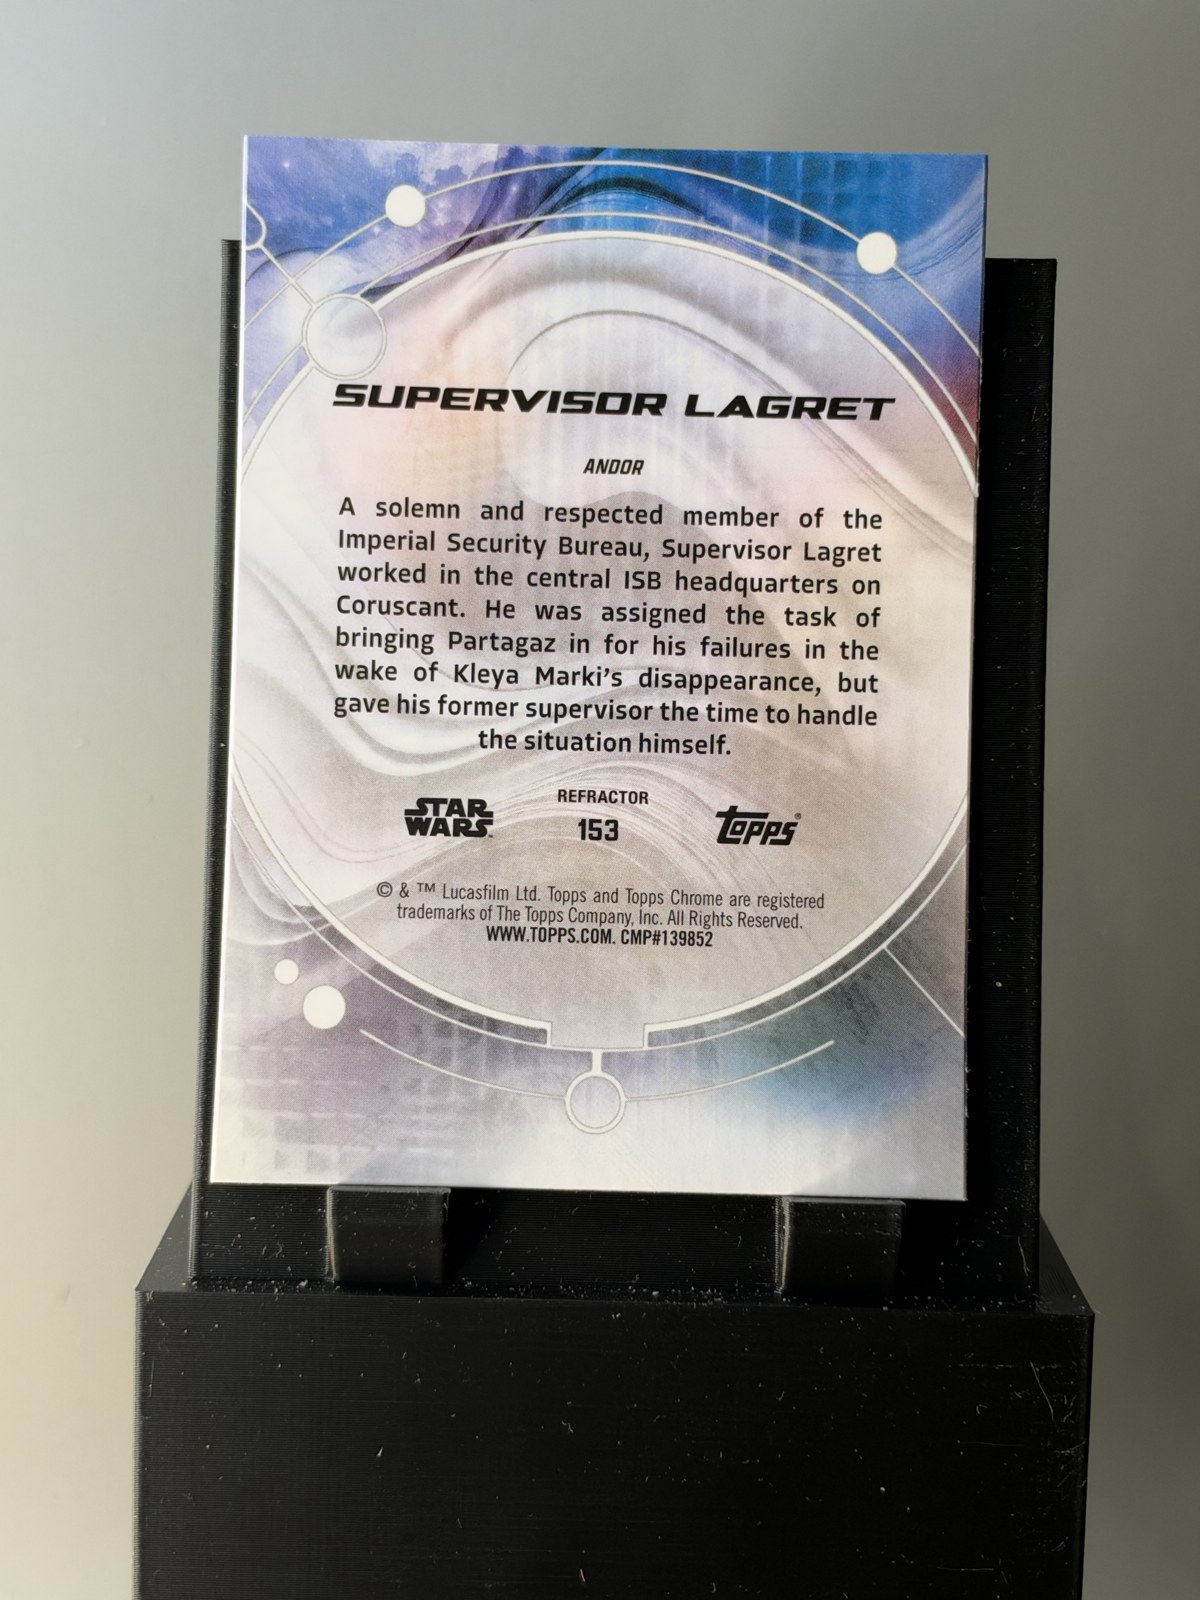 SUPERVISOR LAGRET
ANDOR
A solemn and respected member of the
Imperial Security Bureau, Supervisor Lagret
worked in the central ISB headquarters on
Coruscant. He was assigned the task of
bringing Partagaz in for his failures in the
wake of Kleya Marki's disappearance, but
gave his former supervisor the time to handle
the situation himself.
STAR
WARS™
REFRACTOR
153
TOPPS®
© & ™ Lucasfilm Ltd. Topps and Topps Chrome are registered
trademarks of The Topps Company, Inc. All Rights Reserved.
WWW.TOPPS.COM. CMP#139852